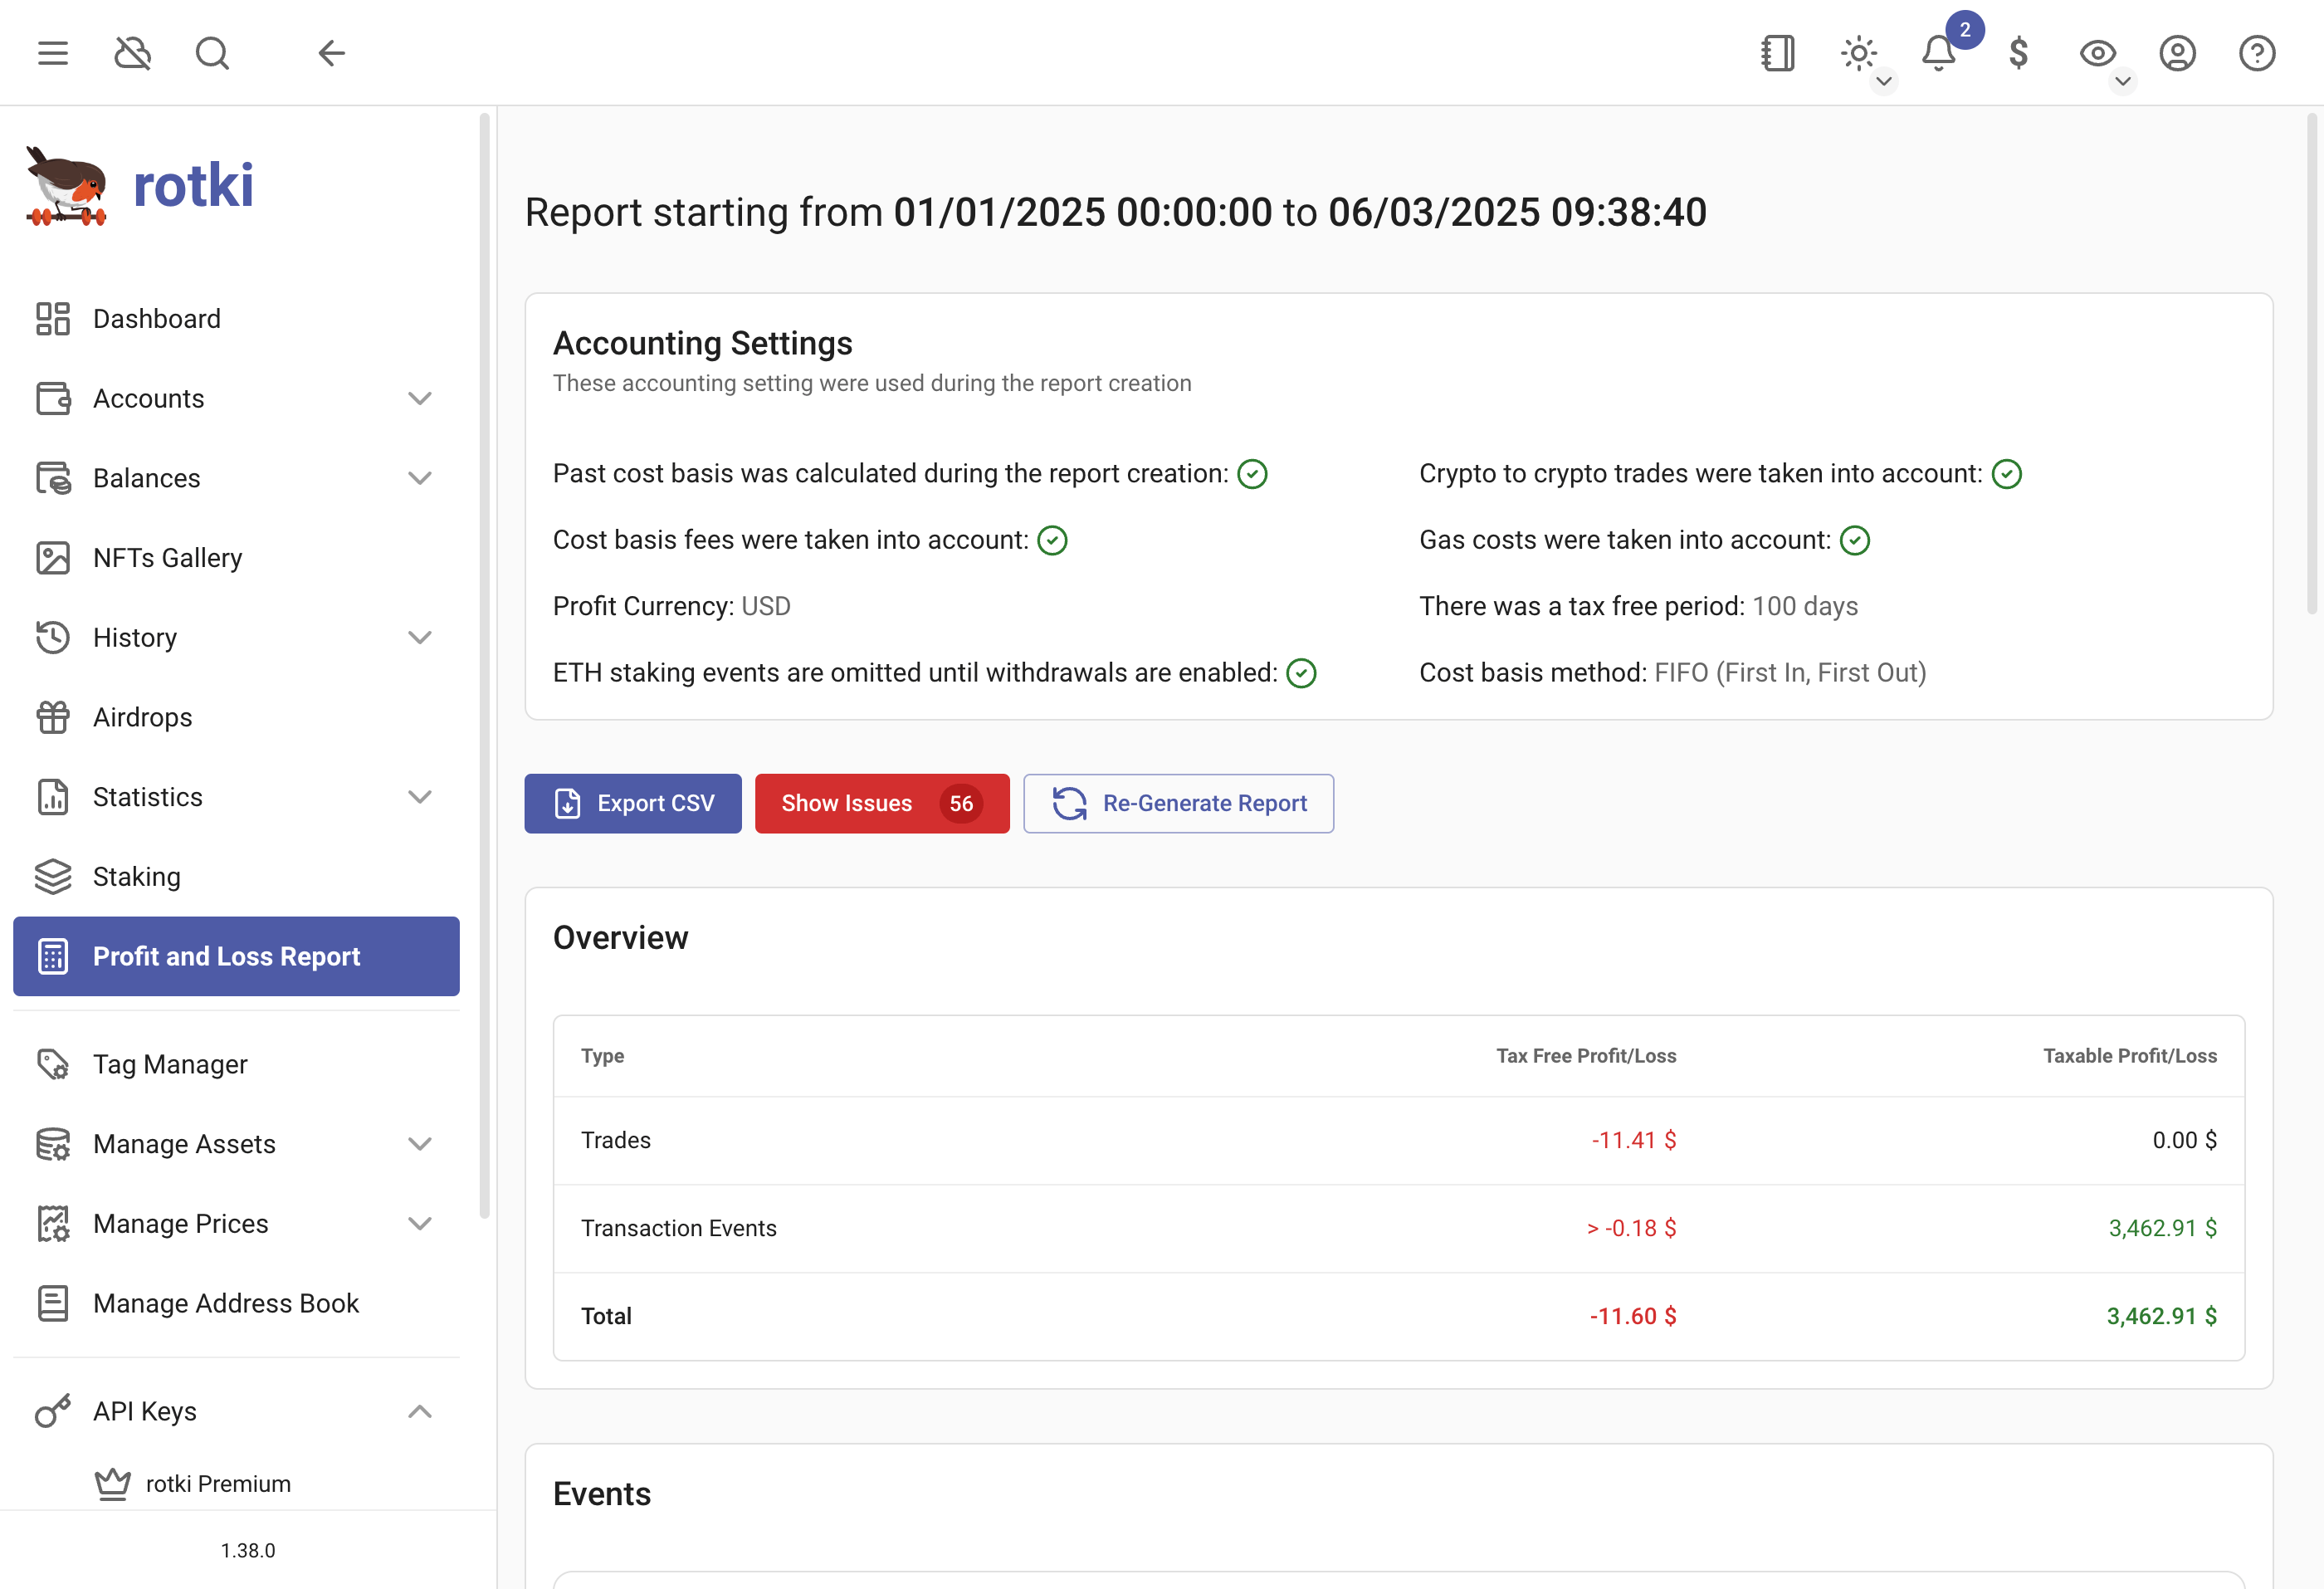 2
rotki
Dashboard
Accounts
Balances
NFTs Gallery
History
Airdrops
Statistics
Staking
Profit and Loss Report
Tag Manager
Manage Assets
Manage Prices
Manage Address Book
API Keys
rotki Premium
1.38.0
Report starting from 01/01/2025 00:00:00 to 06/03/2025 09:38:40
Accounting Settings
These accounting setting were used during the report creation
Past cost basis was calculated during the report creation:
Crypto to crypto trades were taken into account:
Cost basis fees were taken into account:
Gas costs were taken into account:
Profit Currency: USD
There was a tax free period: 100 days
ETH staking events are omitted until withdrawals are enabled:
Cost basis method: FIFO (First In, First Out)
Export CSV
Show Issues 56
Re-Generate Report
Overview
Type Tax Free Profit/Loss Taxable Profit/Loss
Trades -11.41 $ 0.00 $
Transaction Events > -0.18 $ 3,462.91 $
Total -11.60 $ 3,462.91 $
Events